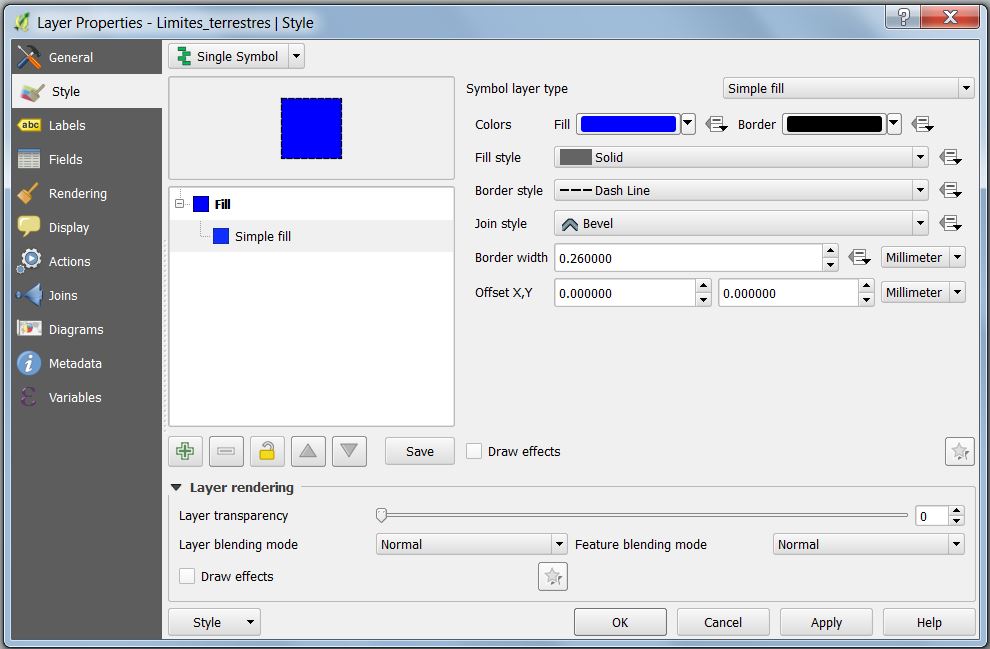 Layer Properties - Limites_terrestres | Style
?
General
Style
abc Labels
Fields
Rendering
Display
Actions
Joins
Diagrams
Metadata
Variables
Single Symbol
Fill
Simple fill
Symbol layer type Simple fill
Colors Fill Border
Fill style Solid
Border style Dash Line
Join style Bevel
Border width 0.260000 Millimeter
Offset X,Y 0.000000 0.000000 Millimeter
Save Draw effects
Layer rendering
Layer transparency 0
Layer blending mode Normal Feature blending mode Normal
Draw effects
Style OK Cancel Apply Help